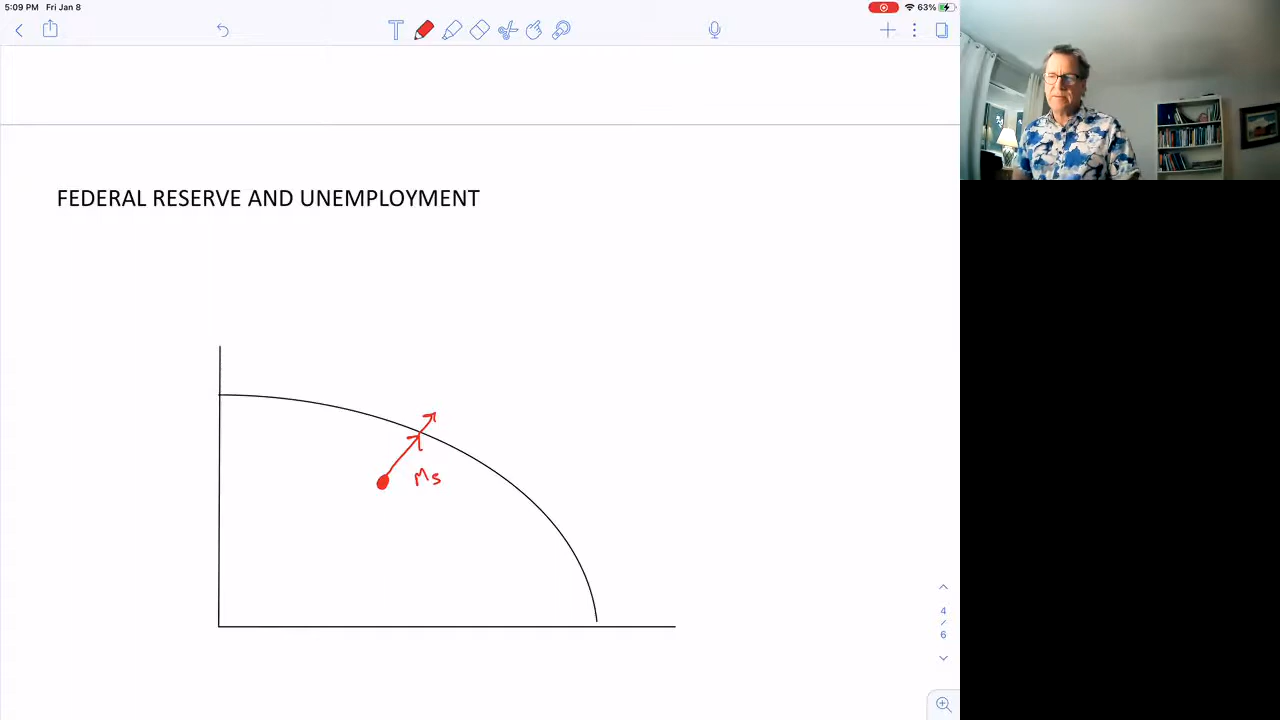 5:09 PM Fri Jan 8
63%
T
FEDERAL RESERVE AND UNEMPLOYMENT
Ms
4
/
6